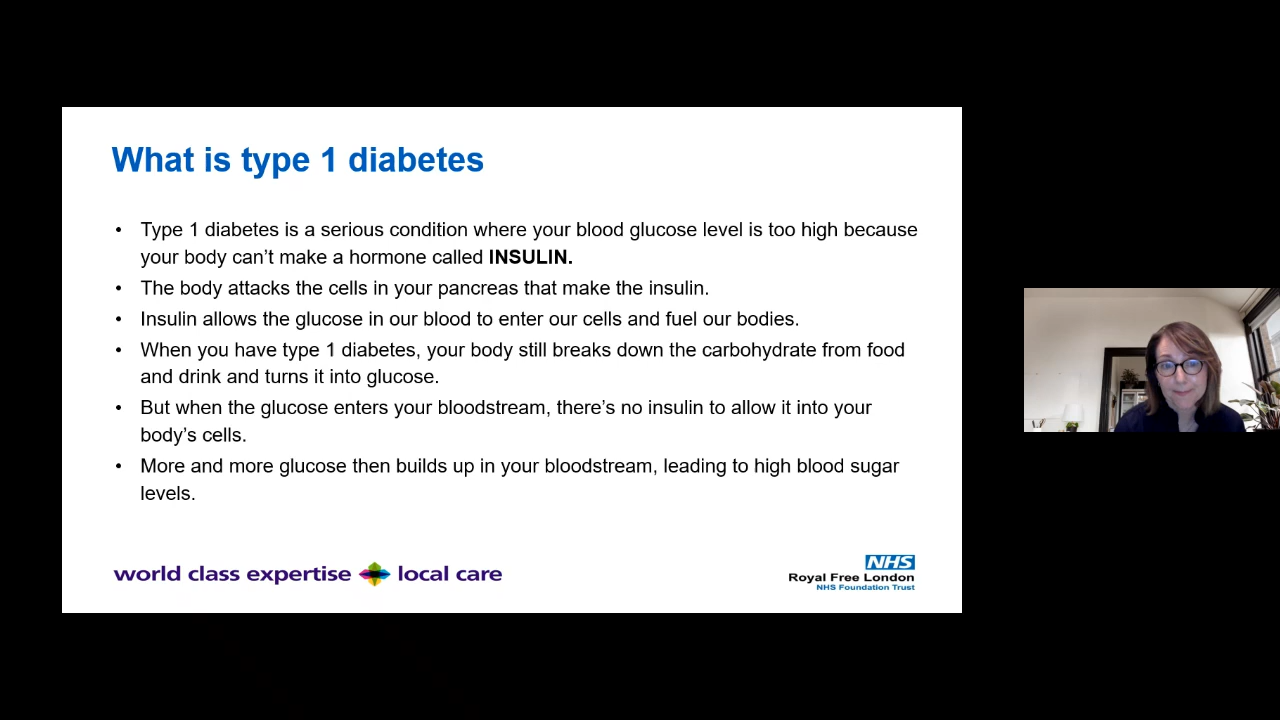 What is type 1 diabetes
• Type 1 diabetes is a serious condition where your blood glucose level is too high because
your body can’t make a hormone called INSULIN.
• The body attacks the cells in your pancreas that make the insulin.
• Insulin allows the glucose in our blood to enter our cells and fuel our bodies.
• When you have type 1 diabetes, your body still breaks down the carbohydrate from food
and drink and turns it into glucose.
• But when the glucose enters your bloodstream, there’s no insulin to allow it into your
body’s cells.
• More and more glucose then builds up in your bloodstream, leading to high blood sugar
levels.
world class expertise local care
NHS
Royal Free London
NHS Foundation Trust